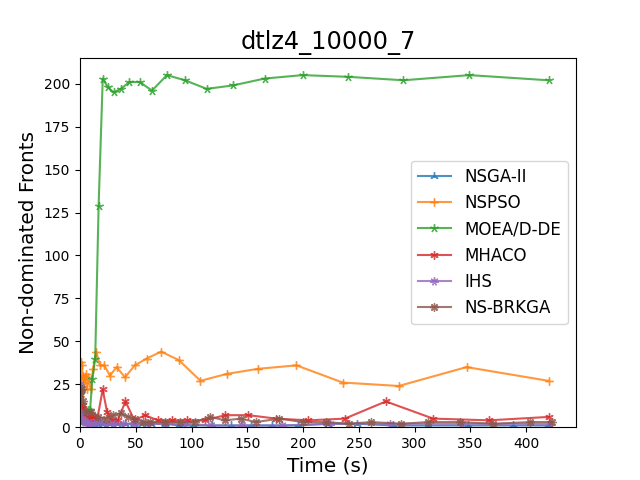 dtlz4_10000_7
Non-dominated Fronts
200
175
150
125
100
75
50
25
0
NSGA-II
NSPSO
MOEA/D-DE
MHACO
IHS
NS-BRKGA
0 50 100 150 200 250 300 350 400
Time (s)